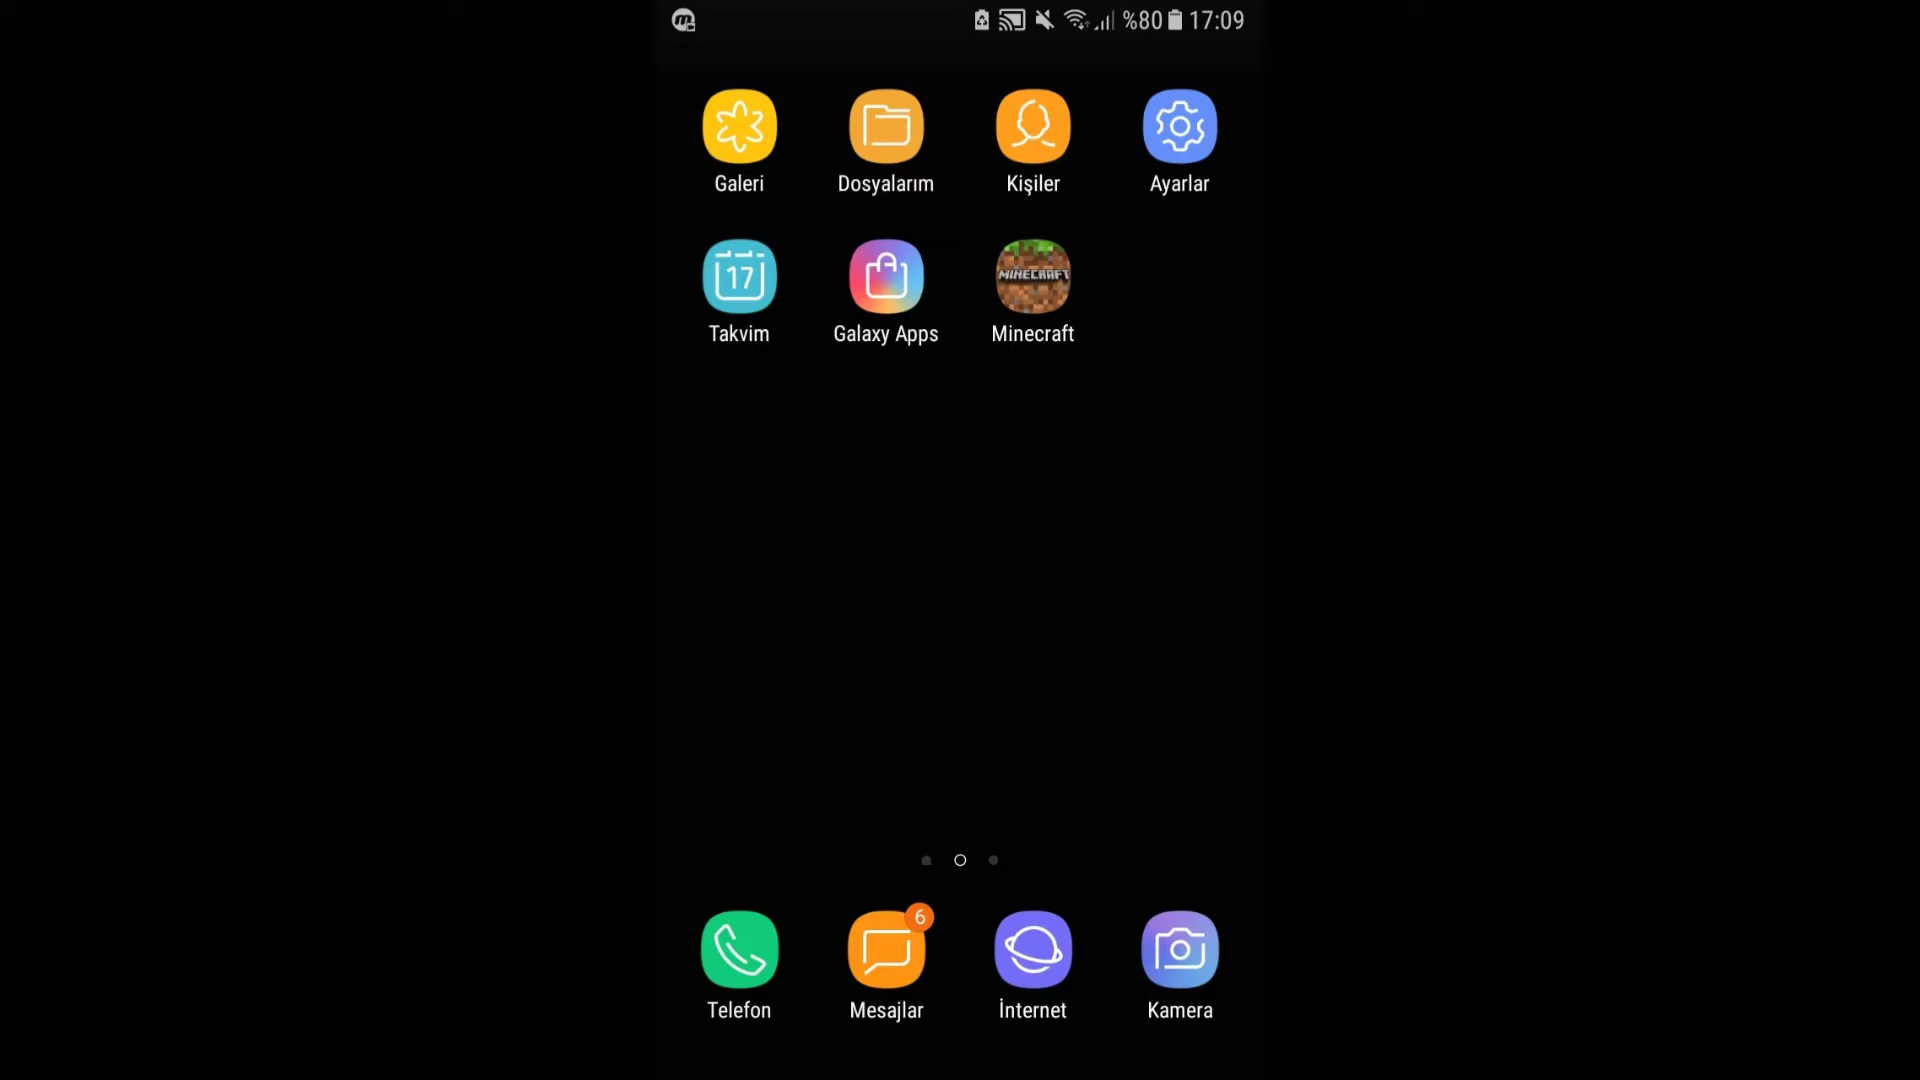 %80 17:09
Galeri Dosyalarım Kişiler Ayarlar
17 MINECRAFT
Takvim Galaxy Apps Minecraft
6
Telefon Mesajlar İnternet Kamera